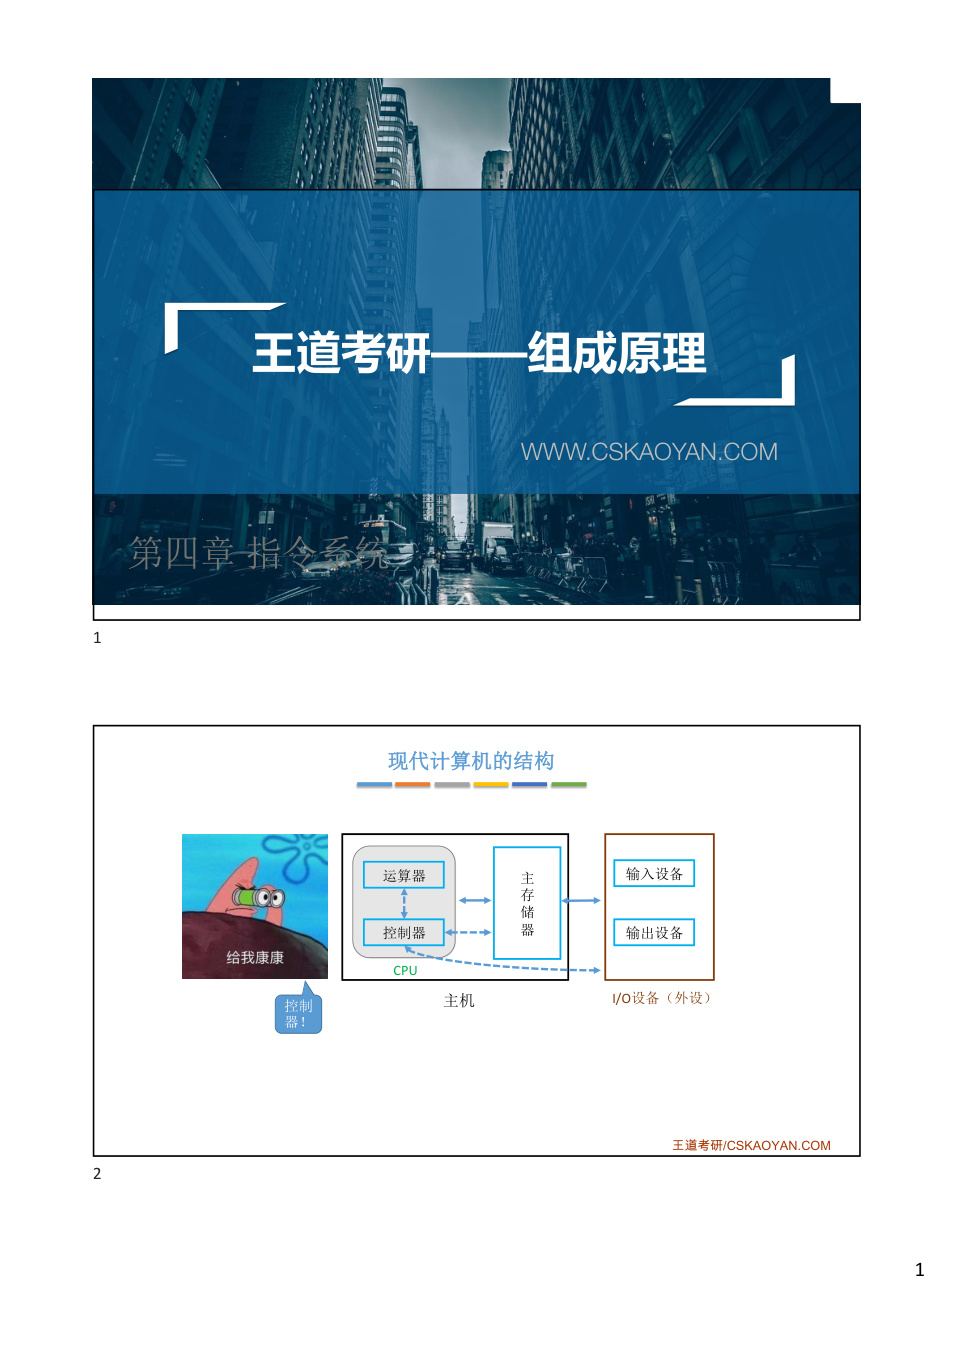 王道考研——组成原理
WWW.CSKAOYAN.COM
第四章 指令系统
1
现代计算机的结构
给我康康
控制
器！
运算器
控制器
CPU
主
存
储
器
主机
输入设备
输出设备
I/O设备（外设）
王道考研/CSKAOYAN.COM
2
1